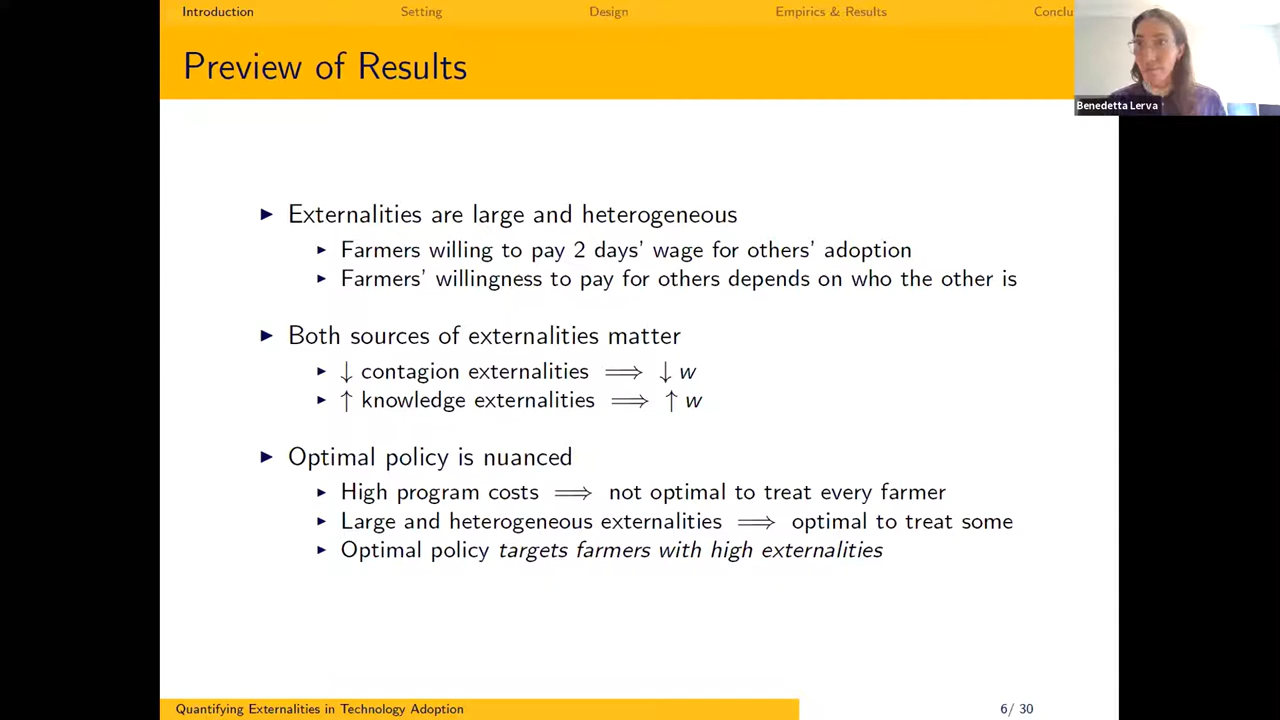 Introduction Setting Design Empirics & Results Conclu
Preview of Results
Benedetta Lerva
▶ Externalities are large and heterogeneous
▶ Farmers willing to pay 2 days' wage for others' adoption
▶ Farmers' willingness to pay for others depends on who the other is
▶ Both sources of externalities matter
▶ ↓ contagion externalities ⟹ ↓ w
▶ ↑ knowledge externalities ⟹ ↑ w
▶ Optimal policy is nuanced
▶ High program costs ⟹ not optimal to treat every farmer
▶ Large and heterogeneous externalities ⟹ optimal to treat some
▶ Optimal policy targets farmers with high externalities
Quantifying Externalities in Technology Adoption 6/ 30